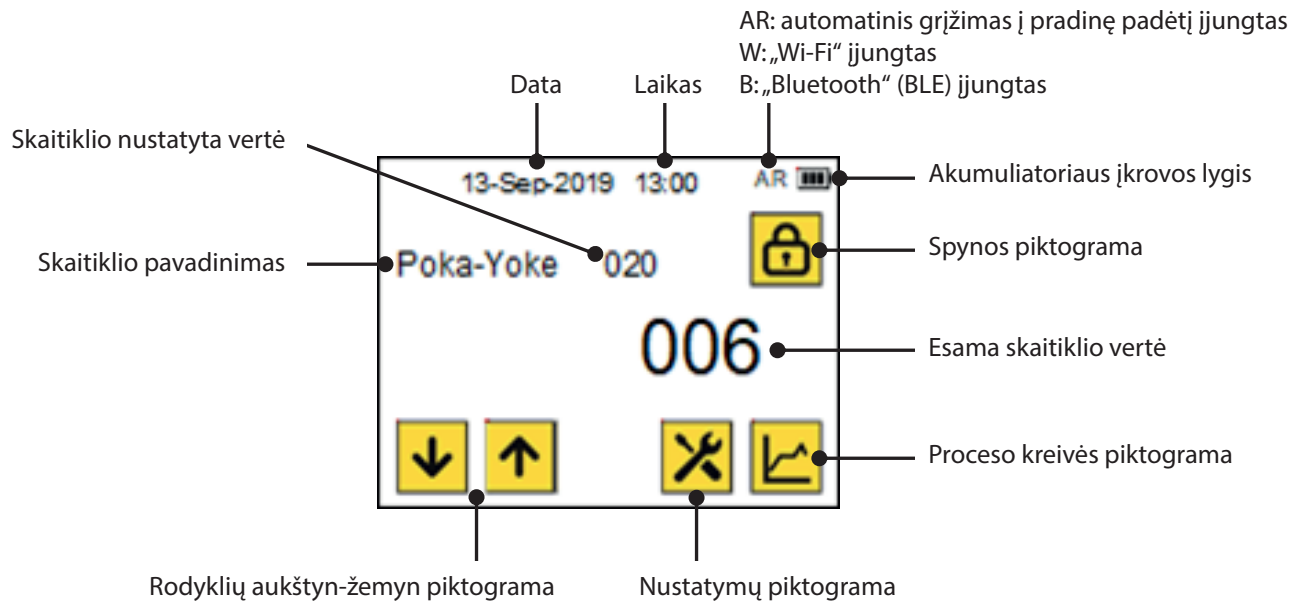 AR: automatinis grįžimas į pradinę padėtį įjungtas
W: „Wi-Fi“ įjungtas
B: „Bluetooth“ (BLE) įjungtas
Data
Laikas
Skaitiklio nustatyta vertė
13-Sep-2019 13:00 AR
Akumuliatoriaus įkrovos lygis
Spynos piktograma
Skaitiklio pavadinimas
Poka-Yoke 020
006
Esama skaitiklio vertė
Proceso kreivės piktograma
Rodyklių aukštyn-žemyn piktograma
Nustatymų piktograma